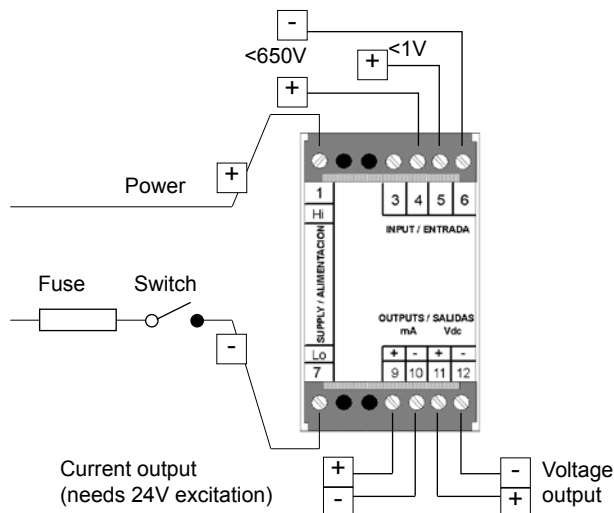 -
<650V
<1V
+
+
+
Power
1
Hi
3 4 5 6
INPUT / ENTRADA
SUPPLY / ALIMENTACION
Fuse
Switch
-
OUTPUTS / SALIDAS
mA Vdc
Lo
+ - + -
7
9 10 11 12
Current output
(needs 24V excitation)
+
-
-
+
Voltage
output